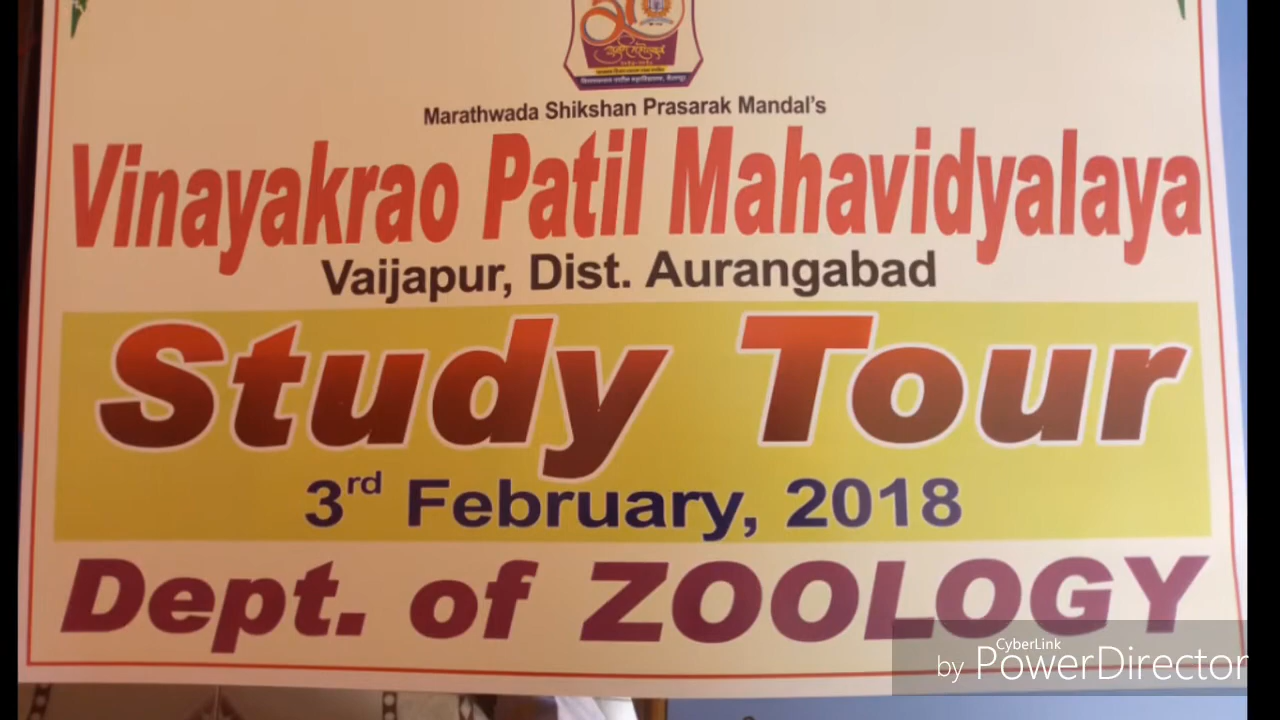 Marathwada Shikshan Prasarak Mandal's
Vinayakrao Patil Mahavidyalaya
Vaijapur, Dist. Aurangabad
Study Tour
3rd February, 2018
Dept. of ZOOLOGY
CyberLink
by PowerDirector